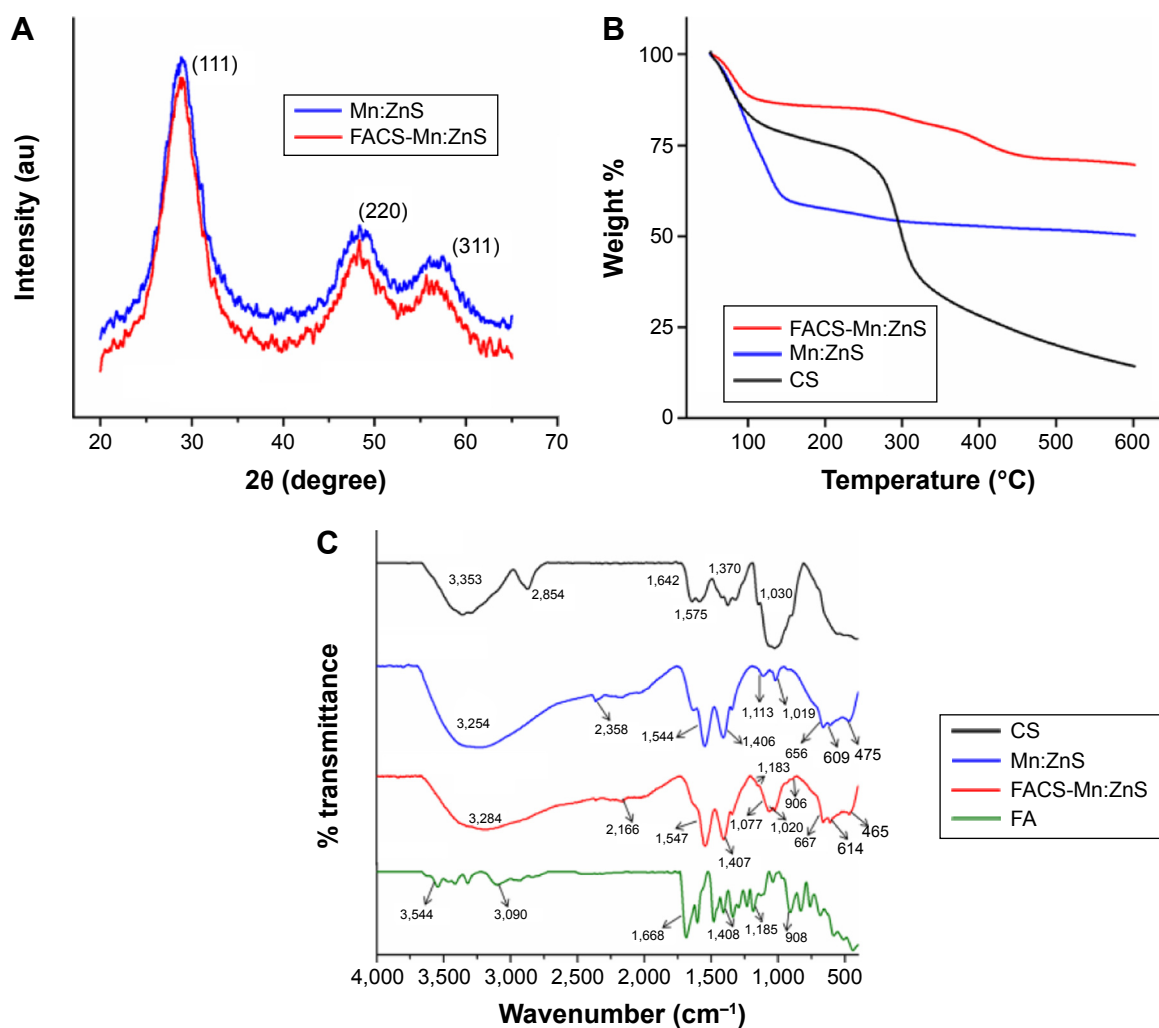 A
(111)
Mn:ZnS
FACS-Mn:ZnS
(220)
(311)
Intensity (au)
20 30 40 50 60 70
2θ (degree)
B
100
75
50
25
0
Weight %
FACS-Mn:ZnS
Mn:ZnS
CS
100 200 300 400 500 600
Temperature (°C)
C
% transmittance
3,353
2,854
1,642
1,575
1,370
1,030
3,254
2,358
1,544
1,406
1,113
1,019
656
609
475
3,284
2,166
1,547
1,407
1,077
1,183
1,020
906
667
614
465
3,544
3,090
1,668
1,408
1,185
908
CS
Mn:ZnS
FACS-Mn:ZnS
FA
4,000 3,500 3,000 2,500 2,000 1,500 1,000 500
Wavenumber (cm⁻¹)